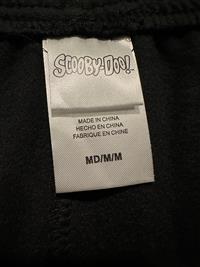 SCOOBY-DOO!
MADE IN CHINA
HECHO EN CHINA
FABRIQUE EN CHINE
MD/M/M